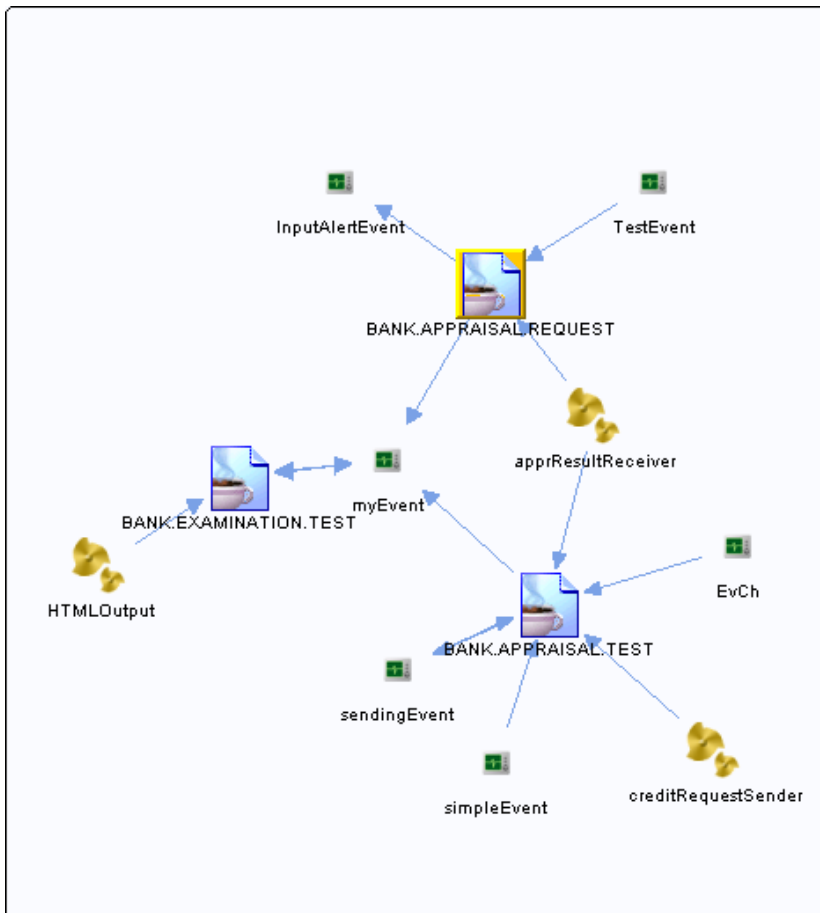 InputAlertEvent
TestEvent
BANK.APPRAISAL.REQUEST
apprResultReceiver
myEvent
BANK.EXAMINATION.TEST
EvCh
HTMLOutput
BANK.APPRAISAL.TEST
sendingEvent
creditRequestSender
simpleEvent